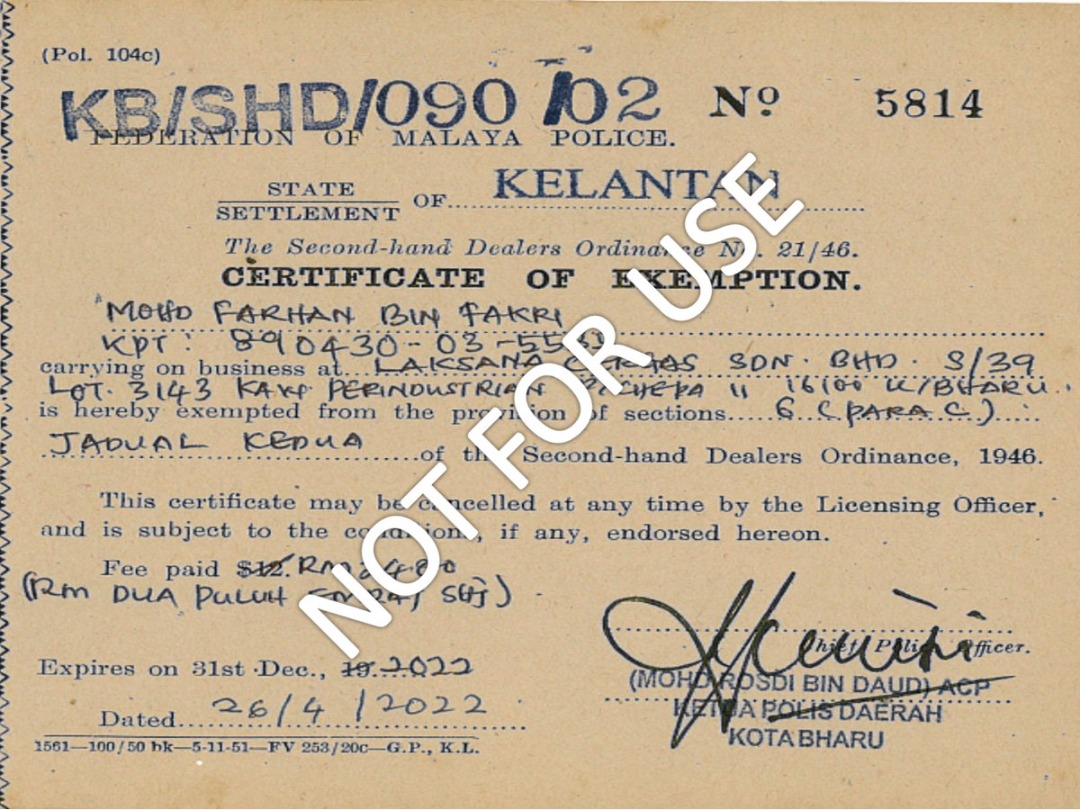 (Pol. 104c)
KB/SHD/090/02 Nº 5814
FEDERATION OF MALAYA POLICE.
STATE
SETTLEMENT OF KELANTAN
The Second-hand Dealers Ordinance No. 21/46.
CERTIFICATE OF EXEMPTION.
MOHD FARHAN BIN FAKRI
KPT: 890430-03-
carrying on business at LAKSANA SDN. BHD. S/39
LOT. 3143 KAW PERINDUSTRIAN II 16100 K/BHARU.
is hereby exempted from the provision of sections 6 (PARA C)
JADUAL KEDUA of the Second-hand Dealers Ordinance, 1946.
This certificate may be cancelled at any time by the Licensing Officer,
and is subject to the conditions, if any, endorsed hereon.
Fee paid $12. RM
(RM DUA PULUH SHJ)
Expires on 31st Dec., 19 2022
Dated 26/4/2022
Chief Police Officer.
(MOHD ROSDI BIN DAUD) ACP
KETUA POLIS DAERAH
KOTA BHARU
1561—100/50 bk—5-11-51—FV 253/20c—G.P., K.L.
NOT FOR USE